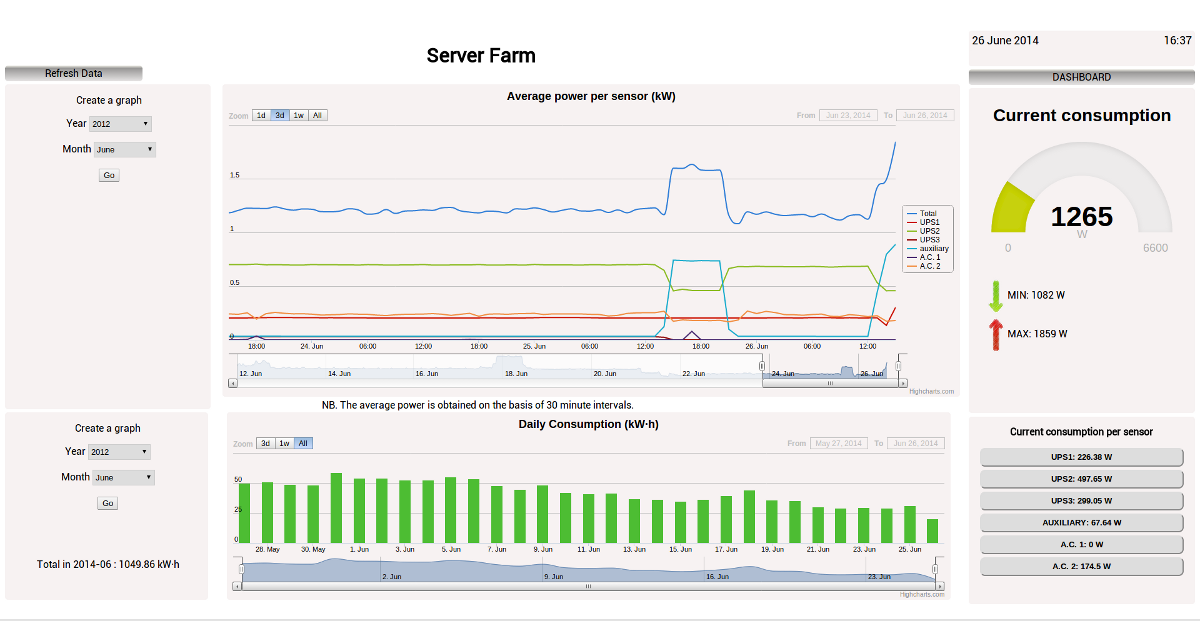 Server Farm
26 June 2014 16:37
Refresh Data
DASHBOARD
Create a graph
Year 2012
Month June
Go
Average power per sensor (kW)
Zoom 1d 3d 1w All
From Jun 23, 2014 To Jun 26, 2014
1.5
1
0.5
0
Total
UPS1
UPS2
UPS3
auxiliary
A.C. 1
A.C. 2
18:00 24. Jun 06:00 12:00 18:00 25. Jun 06:00 12:00 18:00 26. Jun 06:00 12:00
12. Jun 14. Jun 16. Jun 18. Jun 20. Jun 22. Jun 24. Jun 26. Jun
Highcharts.com
NB. The average power is obtained on the basis of 30 minute intervals.
Current consumption
1265
W
0 6600
MIN: 1082 W
MAX: 1859 W
Create a graph
Year 2012
Month June
Go
Total in 2014-06 : 1049.86 kW·h
Daily Consumption (kW·h)
Zoom 3d 1w All
From May 27, 2014 To Jun 26, 2014
50
25
0
28. May 30. May 1. Jun 3. Jun 5. Jun 7. Jun 9. Jun 11. Jun 13. Jun 15. Jun 17. Jun 19. Jun 21. Jun 23. Jun 25. Jun
2. Jun 9. Jun 16. Jun 23. Jun
Highcharts.com
Current consumption per sensor
UPS1: 226.38 W
UPS2: 497.65 W
UPS3: 299.05 W
AUXILIARY: 67.64 W
A.C. 1: 0 W
A.C. 2: 174.5 W